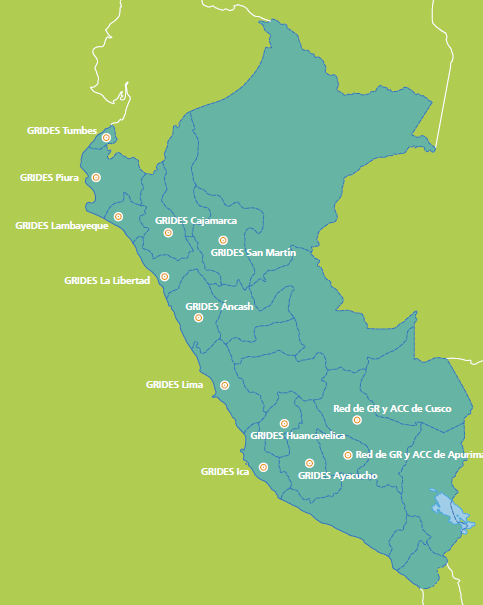 GRIDES Tumbes
GRIDES Piura
GRIDES Cajamarca
GRIDES Lambayeque
GRIDES San Martin
GRIDES La Libertad
GRIDES Áncash
GRIDES Lima
Red de GR y ACC de Cusco
GRIDES Huancavelica
Red de GR y ACC de Apurima
GRIDES Ica
GRIDES Ayacucho